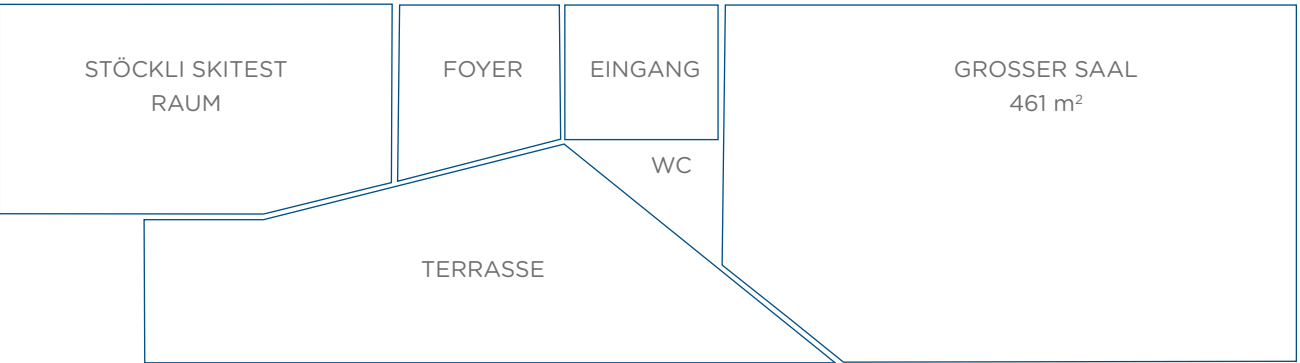 STÖCKLI SKITEST
RAUM
FOYER
EINGANG
GROSSER SAAL
461 m²
WC
TERRASSE